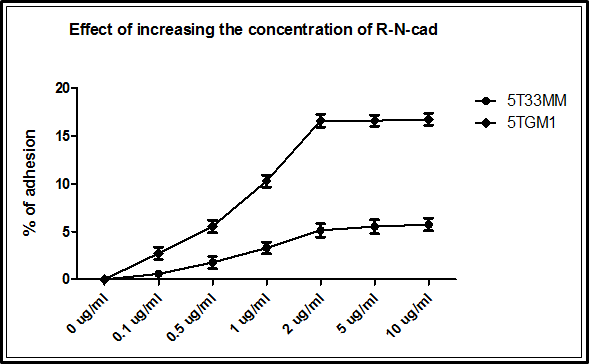 Effect of increasing the concentration of R-N-cad
20
15
10
5
0
% of adhesion
0 ug/ml
0.1 ug/ml
0.5 ug/ml
1 ug/ml
2 ug/ml
5 ug/ml
10 ug/ml
5T33MM
5TGM1